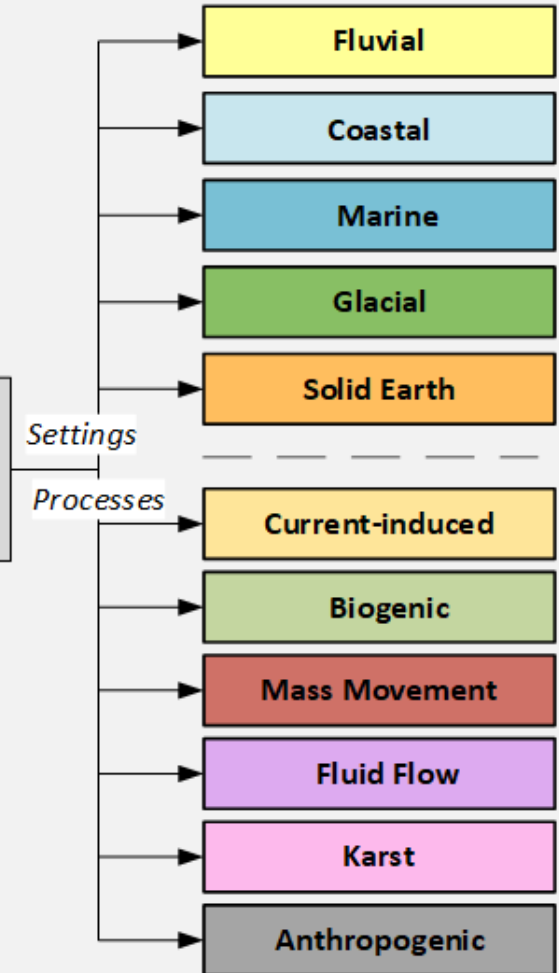 Fluvial
Coastal
Marine
Glacial
Solid Earth
Settings
Processes
Current-induced
Biogenic
Mass Movement
Fluid Flow
Karst
Anthropogenic